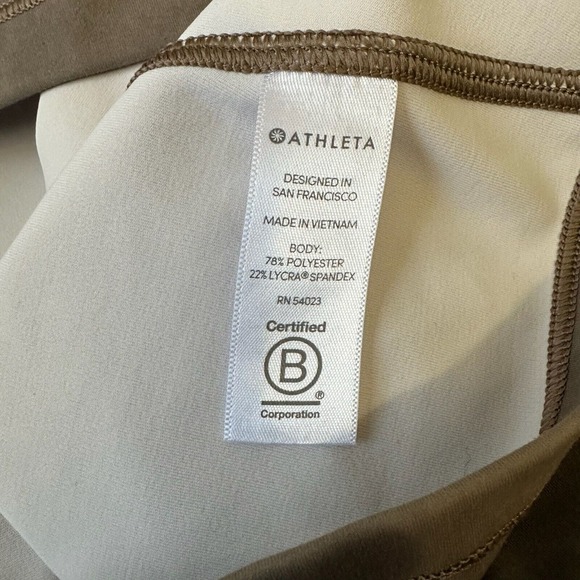 ATHLETA
DESIGNED IN
SAN FRANCISCO
MADE IN VIETNAM
BODY:
78% POLYESTER
22% LYCRA® SPANDEX
RN 54023
Certified
B
®
Corporation